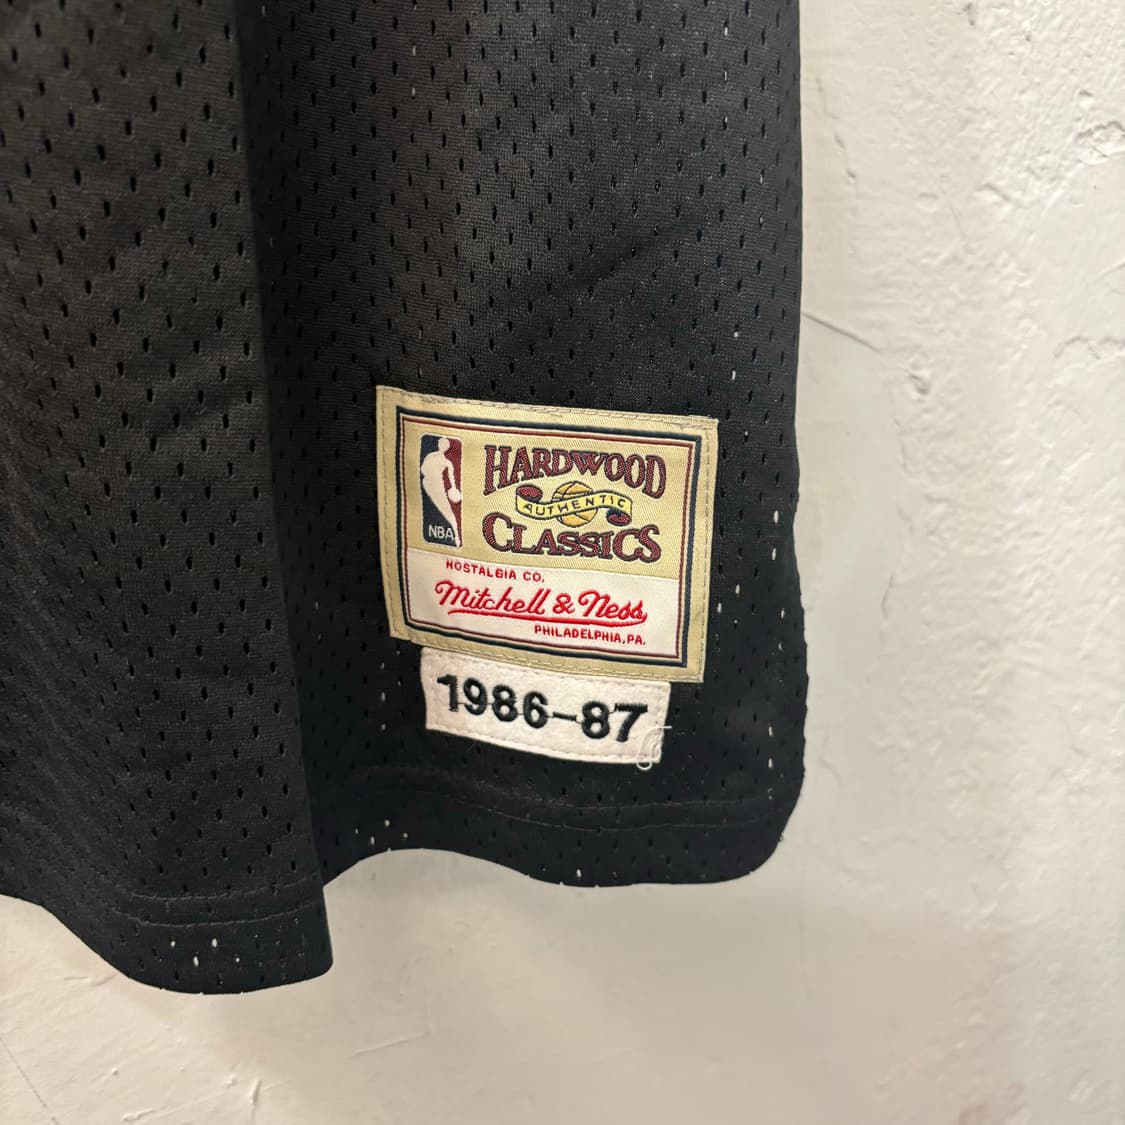 HARDWOOD
AUTHENTIC
CLASSICS
NBA
NOSTALGIA CO.
Mitchell & Ness
PHILADELPHIA, PA.
1986-87